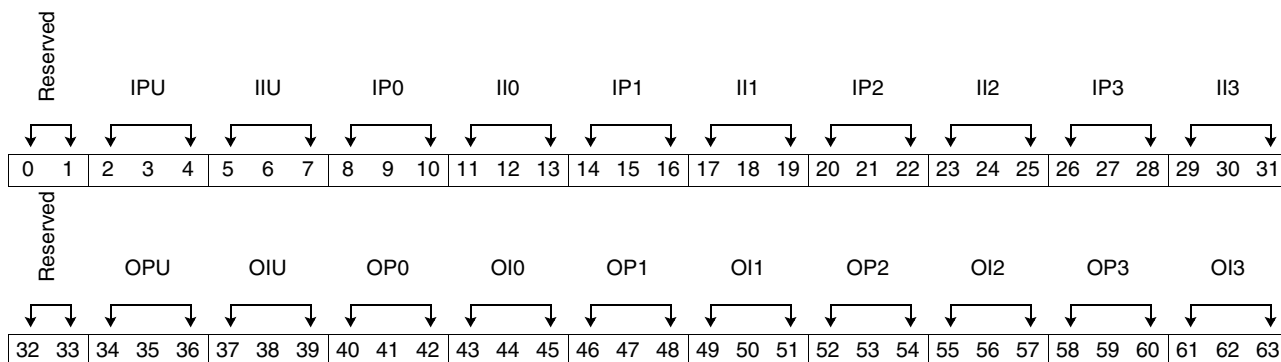 Reserved IPU IIU IP0 II0 IP1 II1 IP2 II2 IP3 II3
0 1 2 3 4 5 6 7 8 9 10 11 12 13 14 15 16 17 18 19 20 21 22 23 24 25 26 27 28 29 30 31
Reserved OPU OIU OP0 OI0 OP1 OI1 OP2 OI2 OP3 OI3
32 33 34 35 36 37 38 39 40 41 42 43 44 45 46 47 48 49 50 51 52 53 54 55 56 57 58 59 60 61 62 63